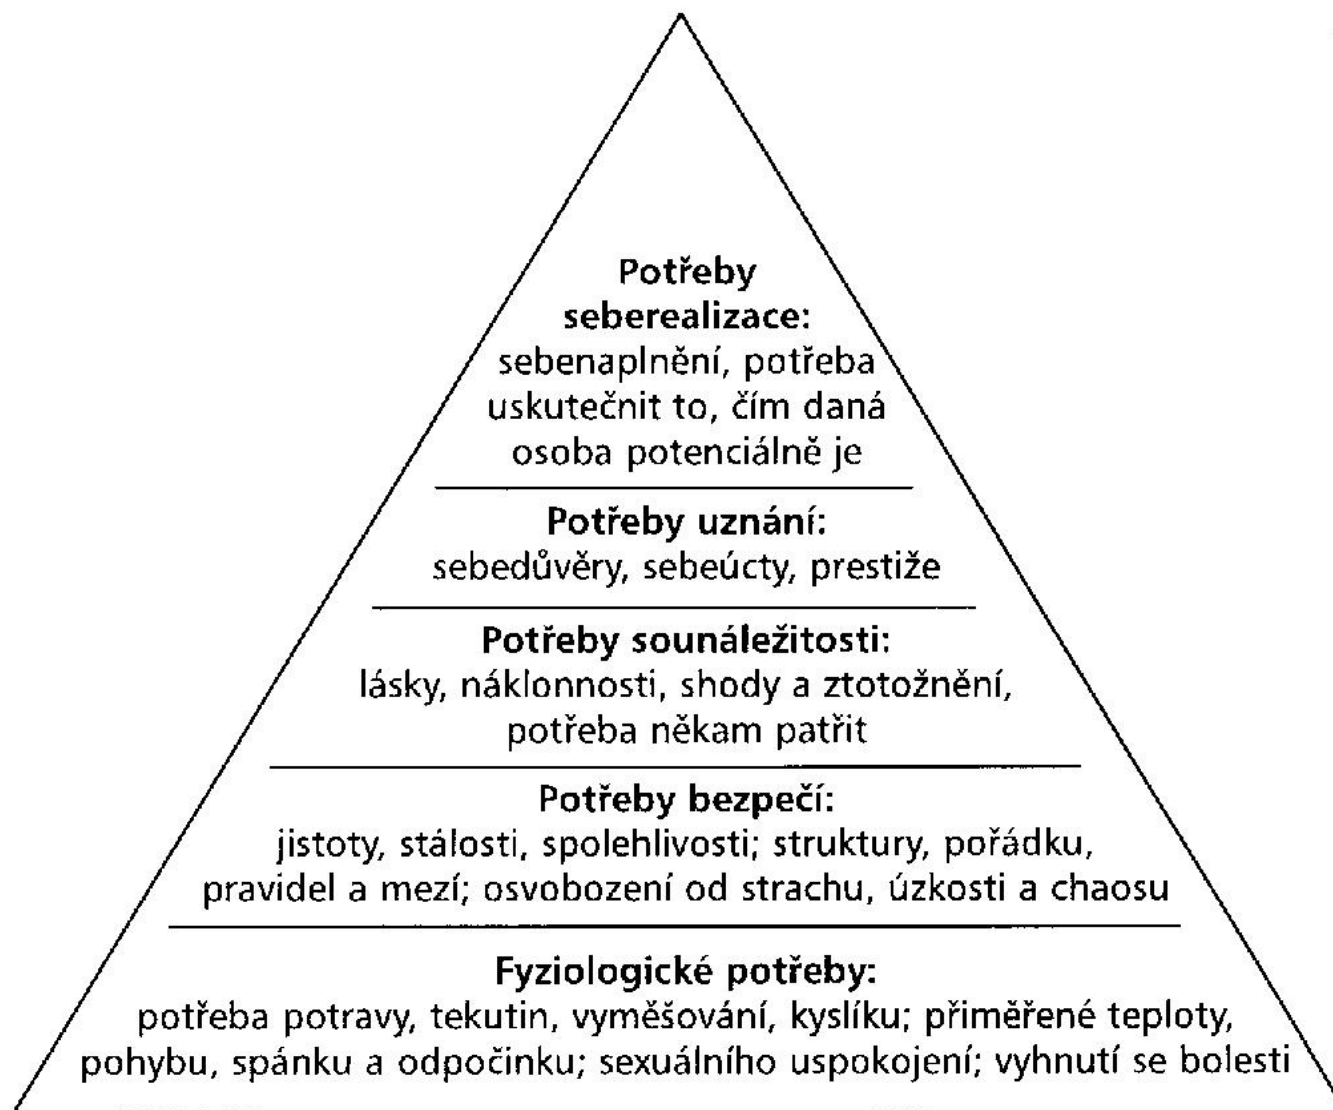 Potřeby
seberealizace:
sebenaplnění, potřeba
uskutečnit to, čím daná
osoba potenciálně je
Potřeby uznání:
sebedůvěry, sebeúcty, prestiže
Potřeby sounáležitosti:
lásky, náklonnosti, shody a ztotožnění,
potřeba někam patřit
Potřeby bezpečí:
jistoty, stálosti, spolehlivosti; struktury, pořádku,
pravidel a mezí; osvobození od strachu, úzkosti a chaosu
Fyziologické potřeby:
potřeba potravy, tekutin, vyměšování, kyslíku; přiměřené teploty,
pohybu, spánku a odpočinku; sexuálního uspokojení; vyhnutí se bolesti